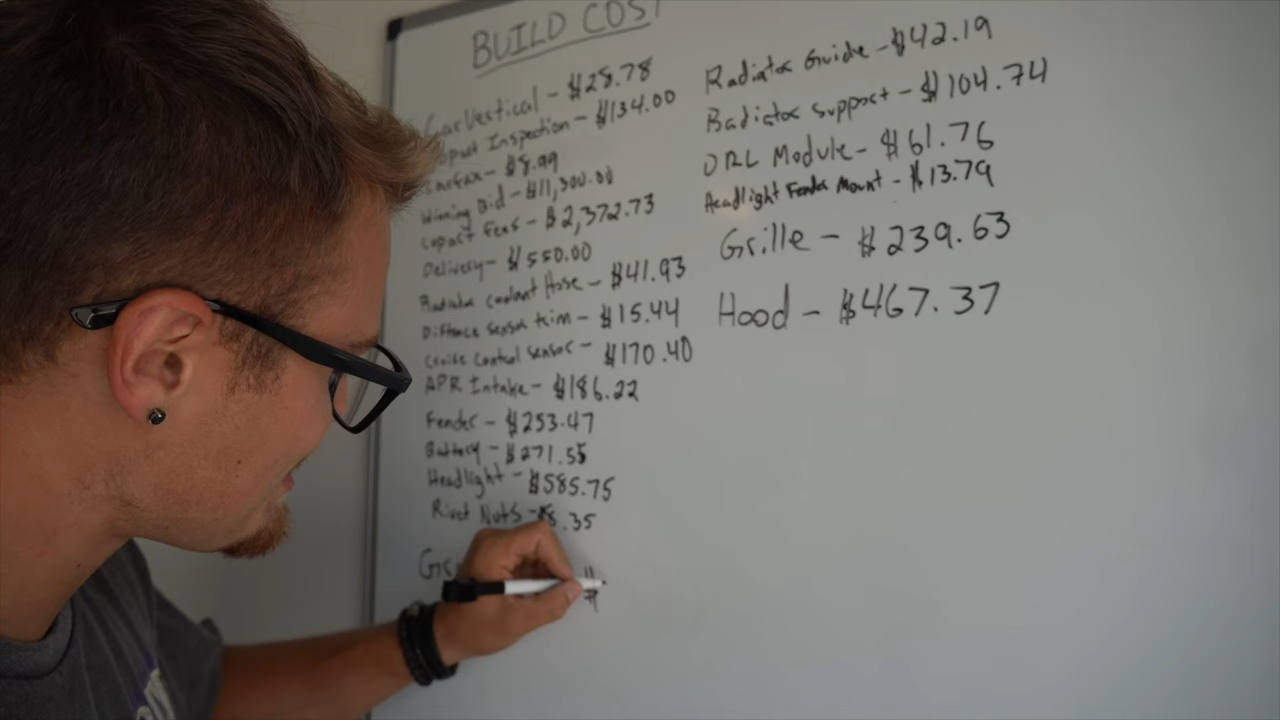 BUILD COST
CarVertical - $28.78
Copart Inspection - $134.00
Carfax - $8.99
Winning Bid - $11,300.00
Copart Fees - $2,372.73
Delivery - $550.00
Radiator coolant Hose - $41.93
Distance sensor trim - $15.44
Cruise Control Sensor - $170.40
APR Intake - $186.22
Fender - $253.47
Battery - $271.55
Headlight - $585.75
Rivet Nuts - .35
Radiator Guide - $42.19
Radiator support - $104.74
DRL Module - $61.76
Headlight Fender Mount - $13.79
Grille - $239.63
Hood - $467.37